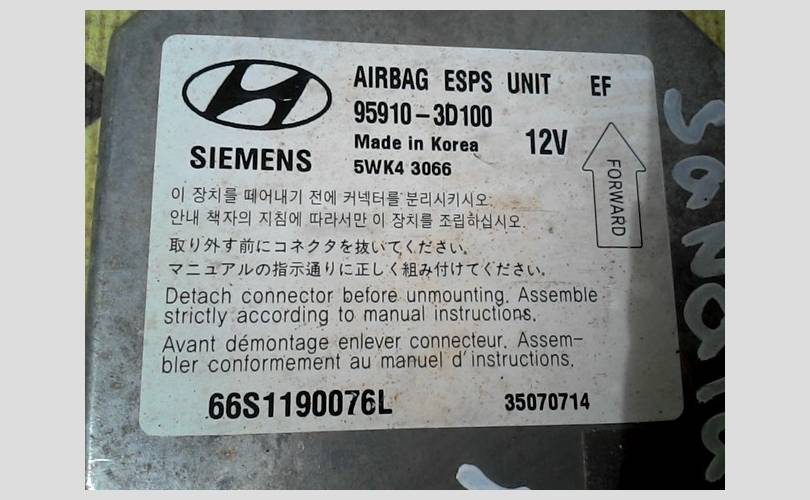 AIRBAG ESPS UNIT EF
95910-3D100
Made in Korea 12V
SIEMENS 5WK4 3066
FORWARD
이 장치를 떼어내기 전에 커넥터를 분리시키시오.
안내 책자의 지침에 따라서만 이 장치를 조립하십시오.
取り外す前にコネクタを抜いてください。
マニュアルの指示通りに正しく組み付けてください。
Detach connector before unmounting. Assemble
strictly according to manual instructions.
Avant démontage enlever connecteur. Assem-
bler conformement au manuel d'instructions.
66S1190076L 35070714